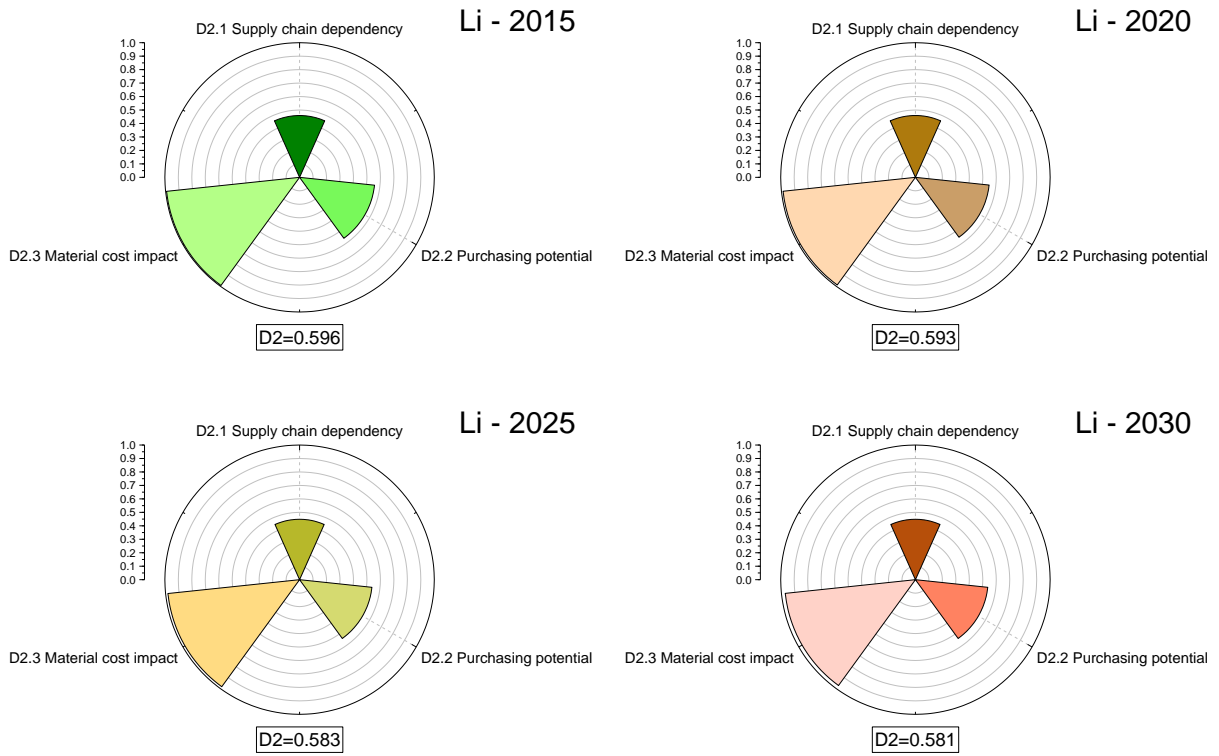 Li - 2015
D2.1 Supply chain dependency
1.0
0.9
0.8
0.7
0.6
0.5
0.4
0.3
0.2
0.1
0.0
D2.3 Material cost impact
D2.2 Purchasing potential
D2=0.596
Li - 2020
D2.1 Supply chain dependency
1.0
0.9
0.8
0.7
0.6
0.5
0.4
0.3
0.2
0.1
0.0
D2.3 Material cost impact
D2.2 Purchasing potential
D2=0.593
Li - 2025
D2.1 Supply chain dependency
1.0
0.9
0.8
0.7
0.6
0.5
0.4
0.3
0.2
0.1
0.0
D2.3 Material cost impact
D2.2 Purchasing potential
D2=0.583
Li - 2030
D2.1 Supply chain dependency
1.0
0.9
0.8
0.7
0.6
0.5
0.4
0.3
0.2
0.1
0.0
D2.3 Material cost impact
D2.2 Purchasing potential
D2=0.581